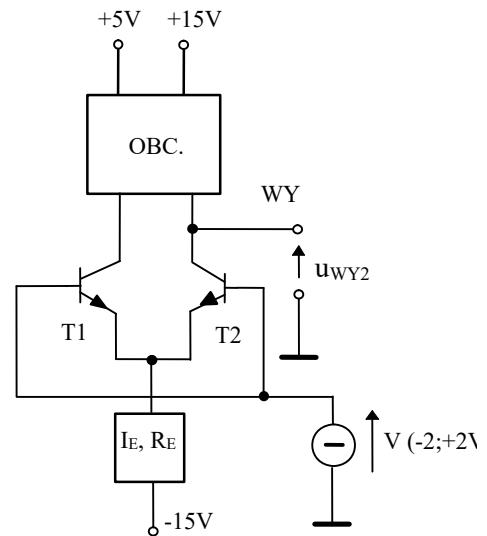 +5V +15V
OBC.
WY
uWY2
T1 T2
IE, RE
V (-2;+2V
-15V